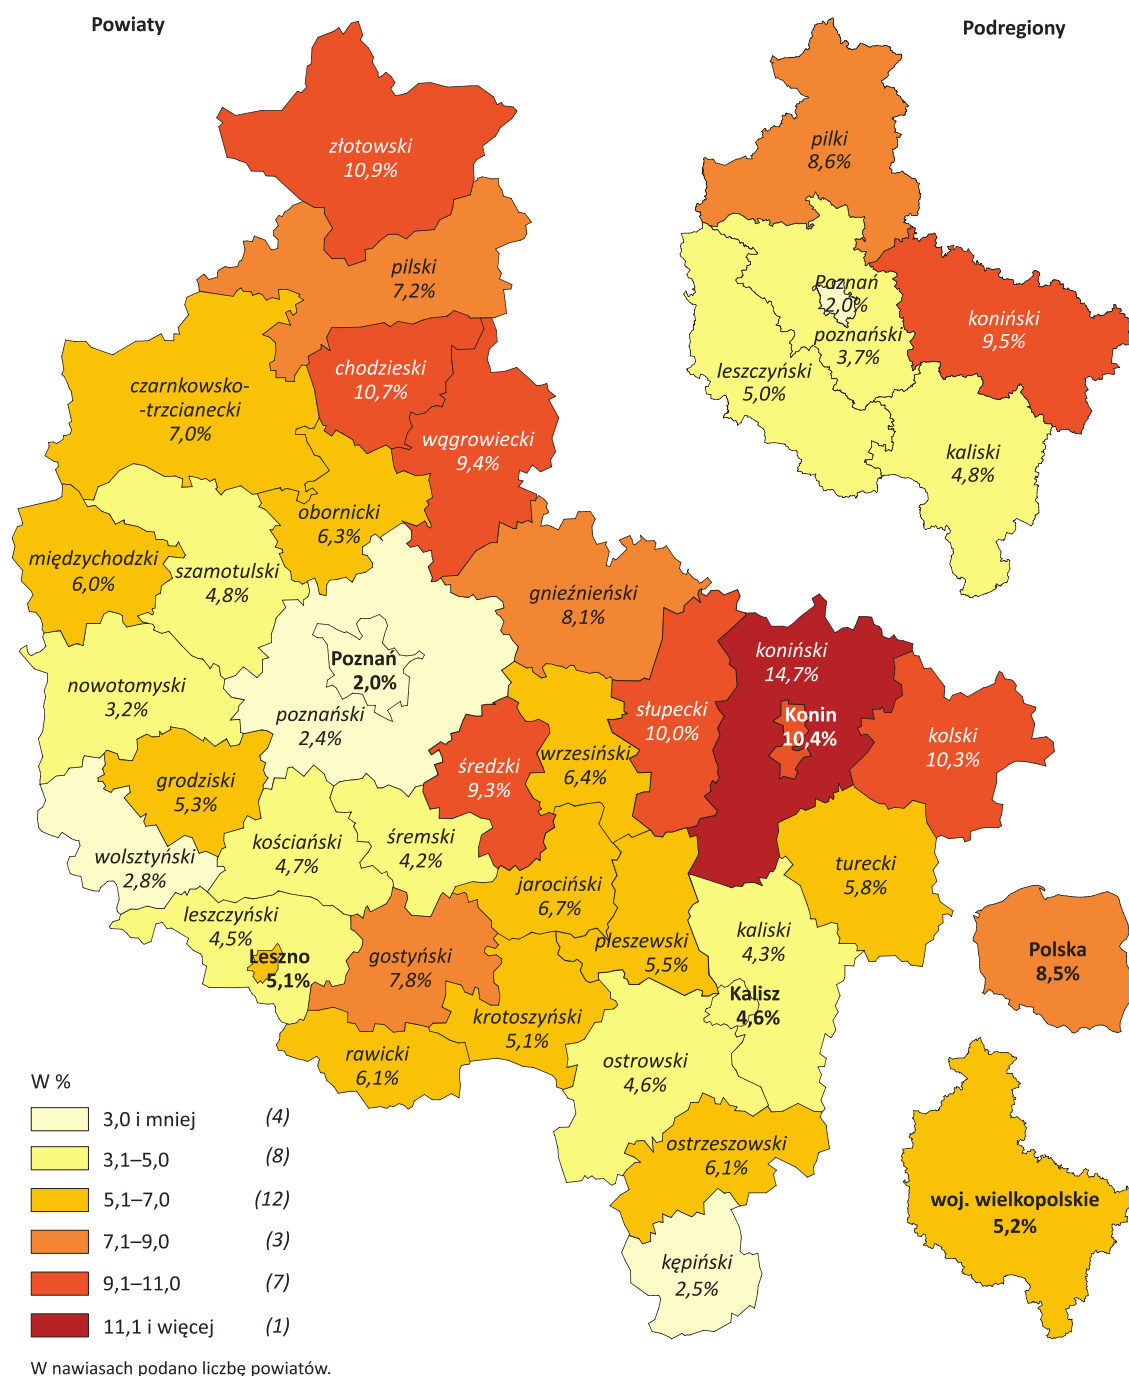 Powiaty
Podregiony
złotowski
10,9%
pilski
7,2%
chodzieski
10,7%
czarnkowsko-
-trzcianecki
7,0%
wągrowiecki
9,4%
obornicki
6,3%
międzychodzki
6,0%
szamotulski
4,8%
gnieźnieński
8,1%
Poznań
2,0%
koniński
14,7%
nowotomyski
3,2%
poznański
2,4%
słupecki
10,0%
Konin
10,4%
kolski
10,3%
wrzesiński
6,4%
średzki
9,3%
grodziski
5,3%
kościański
4,7%
śremski
4,2%
wolsztyński
2,8%
turecki
5,8%
jarociński
6,7%
leszczyński
4,5%
Leszno
5,1%
gostyński
7,8%
pleszewski
5,5%
kaliski
4,3%
Kalisz
4,6%
krotoszyński
5,1%
rawicki
6,1%
ostrowski
4,6%
ostrzeszowski
6,1%
kępiński
2,5%
pilki
8,6%
Poznań
2,0%
poznański
3,7%
koniński
9,5%
leszczyński
5,0%
kaliski
4,8%
Polska
8,5%
woj. wielkopolskie
5,2%
W %
3,0 i mniej (4)
3,1–5,0 (8)
5,1–7,0 (12)
7,1–9,0 (3)
9,1–11,0 (7)
11,1 i więcej (1)
W nawiasach podano liczbę powiatów.